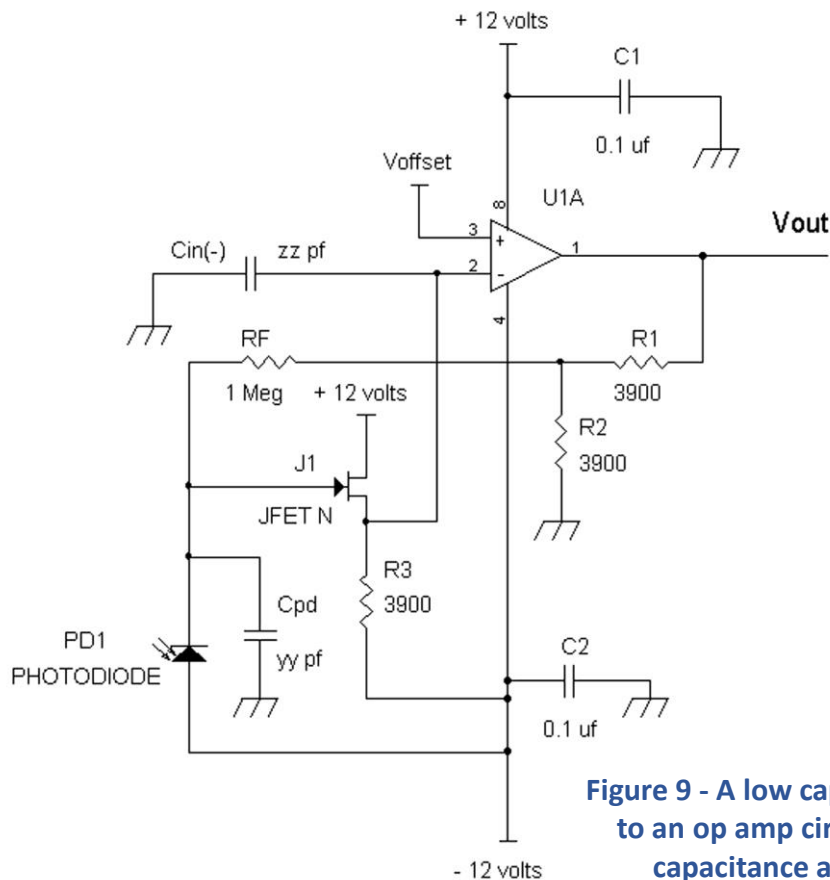 + 12 volts
C1
0.1 uf
Voffset
8
U1A
Vout
3
+
1
Cin(-)
zz pf
2
-
4
RF
R1
1 Meg
+ 12 volts
3900
R2
3900
J1
JFET N
R3
3900
Cpd
PD1
yy pf
C2
PHOTODIODE
0.1 uf
Figure 9 - A low cap
to an op amp cir
capacitance a
- 12 volts